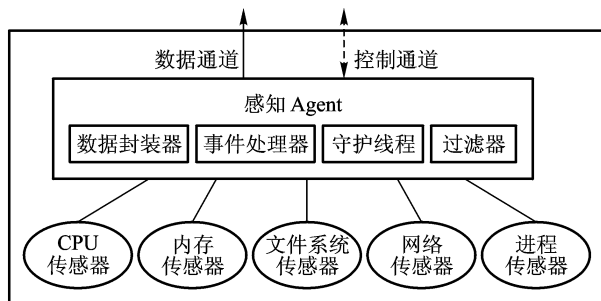 数据通道
控制通道
感知 Agent
数据封装器
事件处理器
守护线程
过滤器
CPU
传感器
内存
传感器
文件系统
传感器
网络
传感器
进程
传感器